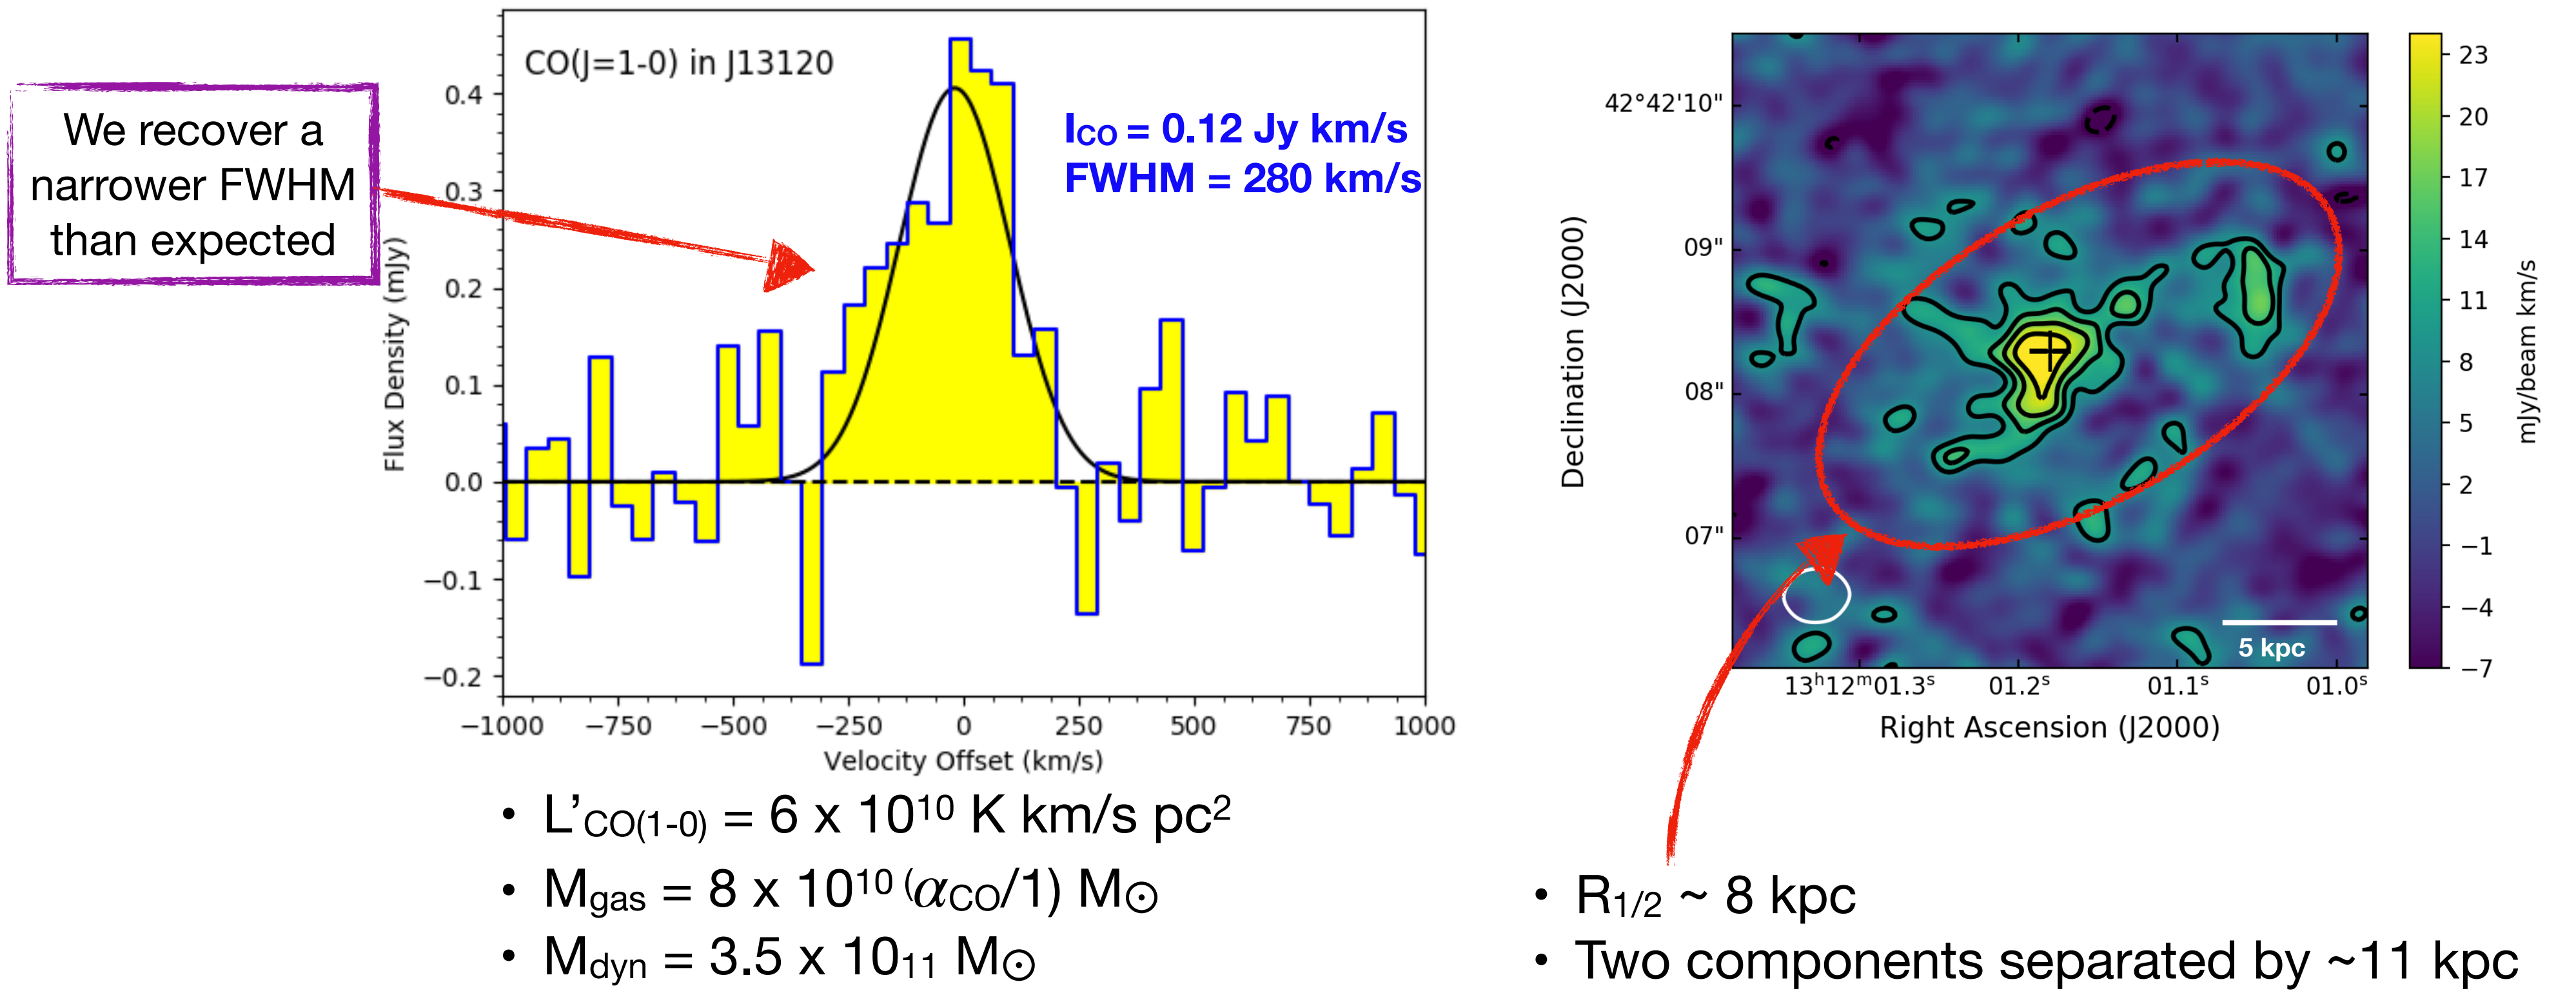 We recover a
narrower FWHM
than expected
CO(J=1-0) in J13120
I_CO = 0.12 Jy km/s
FWHM = 280 km/s
Flux Density (mJy)
0.4
0.3
0.2
0.1
0.0
−0.1
−0.2
−1000 −750 −500 −250 0 250 500 750 1000
Velocity Offset (km/s)
• L’CO(1-0) = 6 x 10¹⁰ K km/s pc²
• Mgas = 8 x 10¹⁰ (αCO/1) M⊙
• Mdyn = 3.5 x 10₁₁ M⊙
Declination (J2000)
42°42'10"
09"
08"
07"
5 kpc
13ʰ12ᵐ01.3ˢ 01.2ˢ 01.1ˢ 01.0ˢ
Right Ascension (J2000)
23
20
17
14
11
8
5
2
−1
−4
−7
mJy/beam km/s
• R1/2 ~ 8 kpc
• Two components separated by ~11 kpc